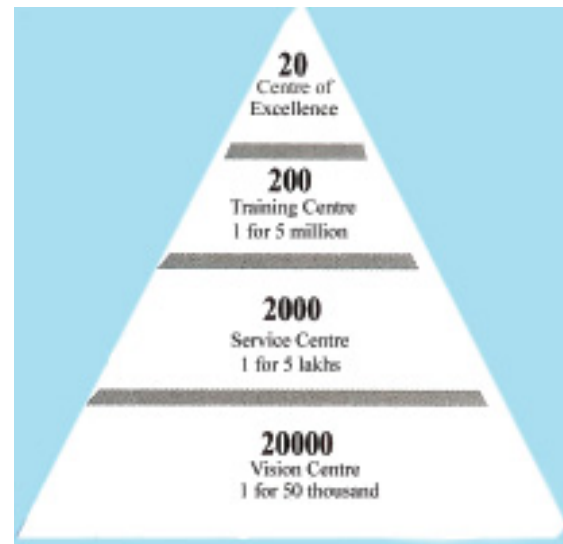 20
Centre of
Excellence
200
Training Centre
1 for 5 million
2000
Service Centre
1 for 5 lakhs
20000
Vision Centre
1 for 50 thousand